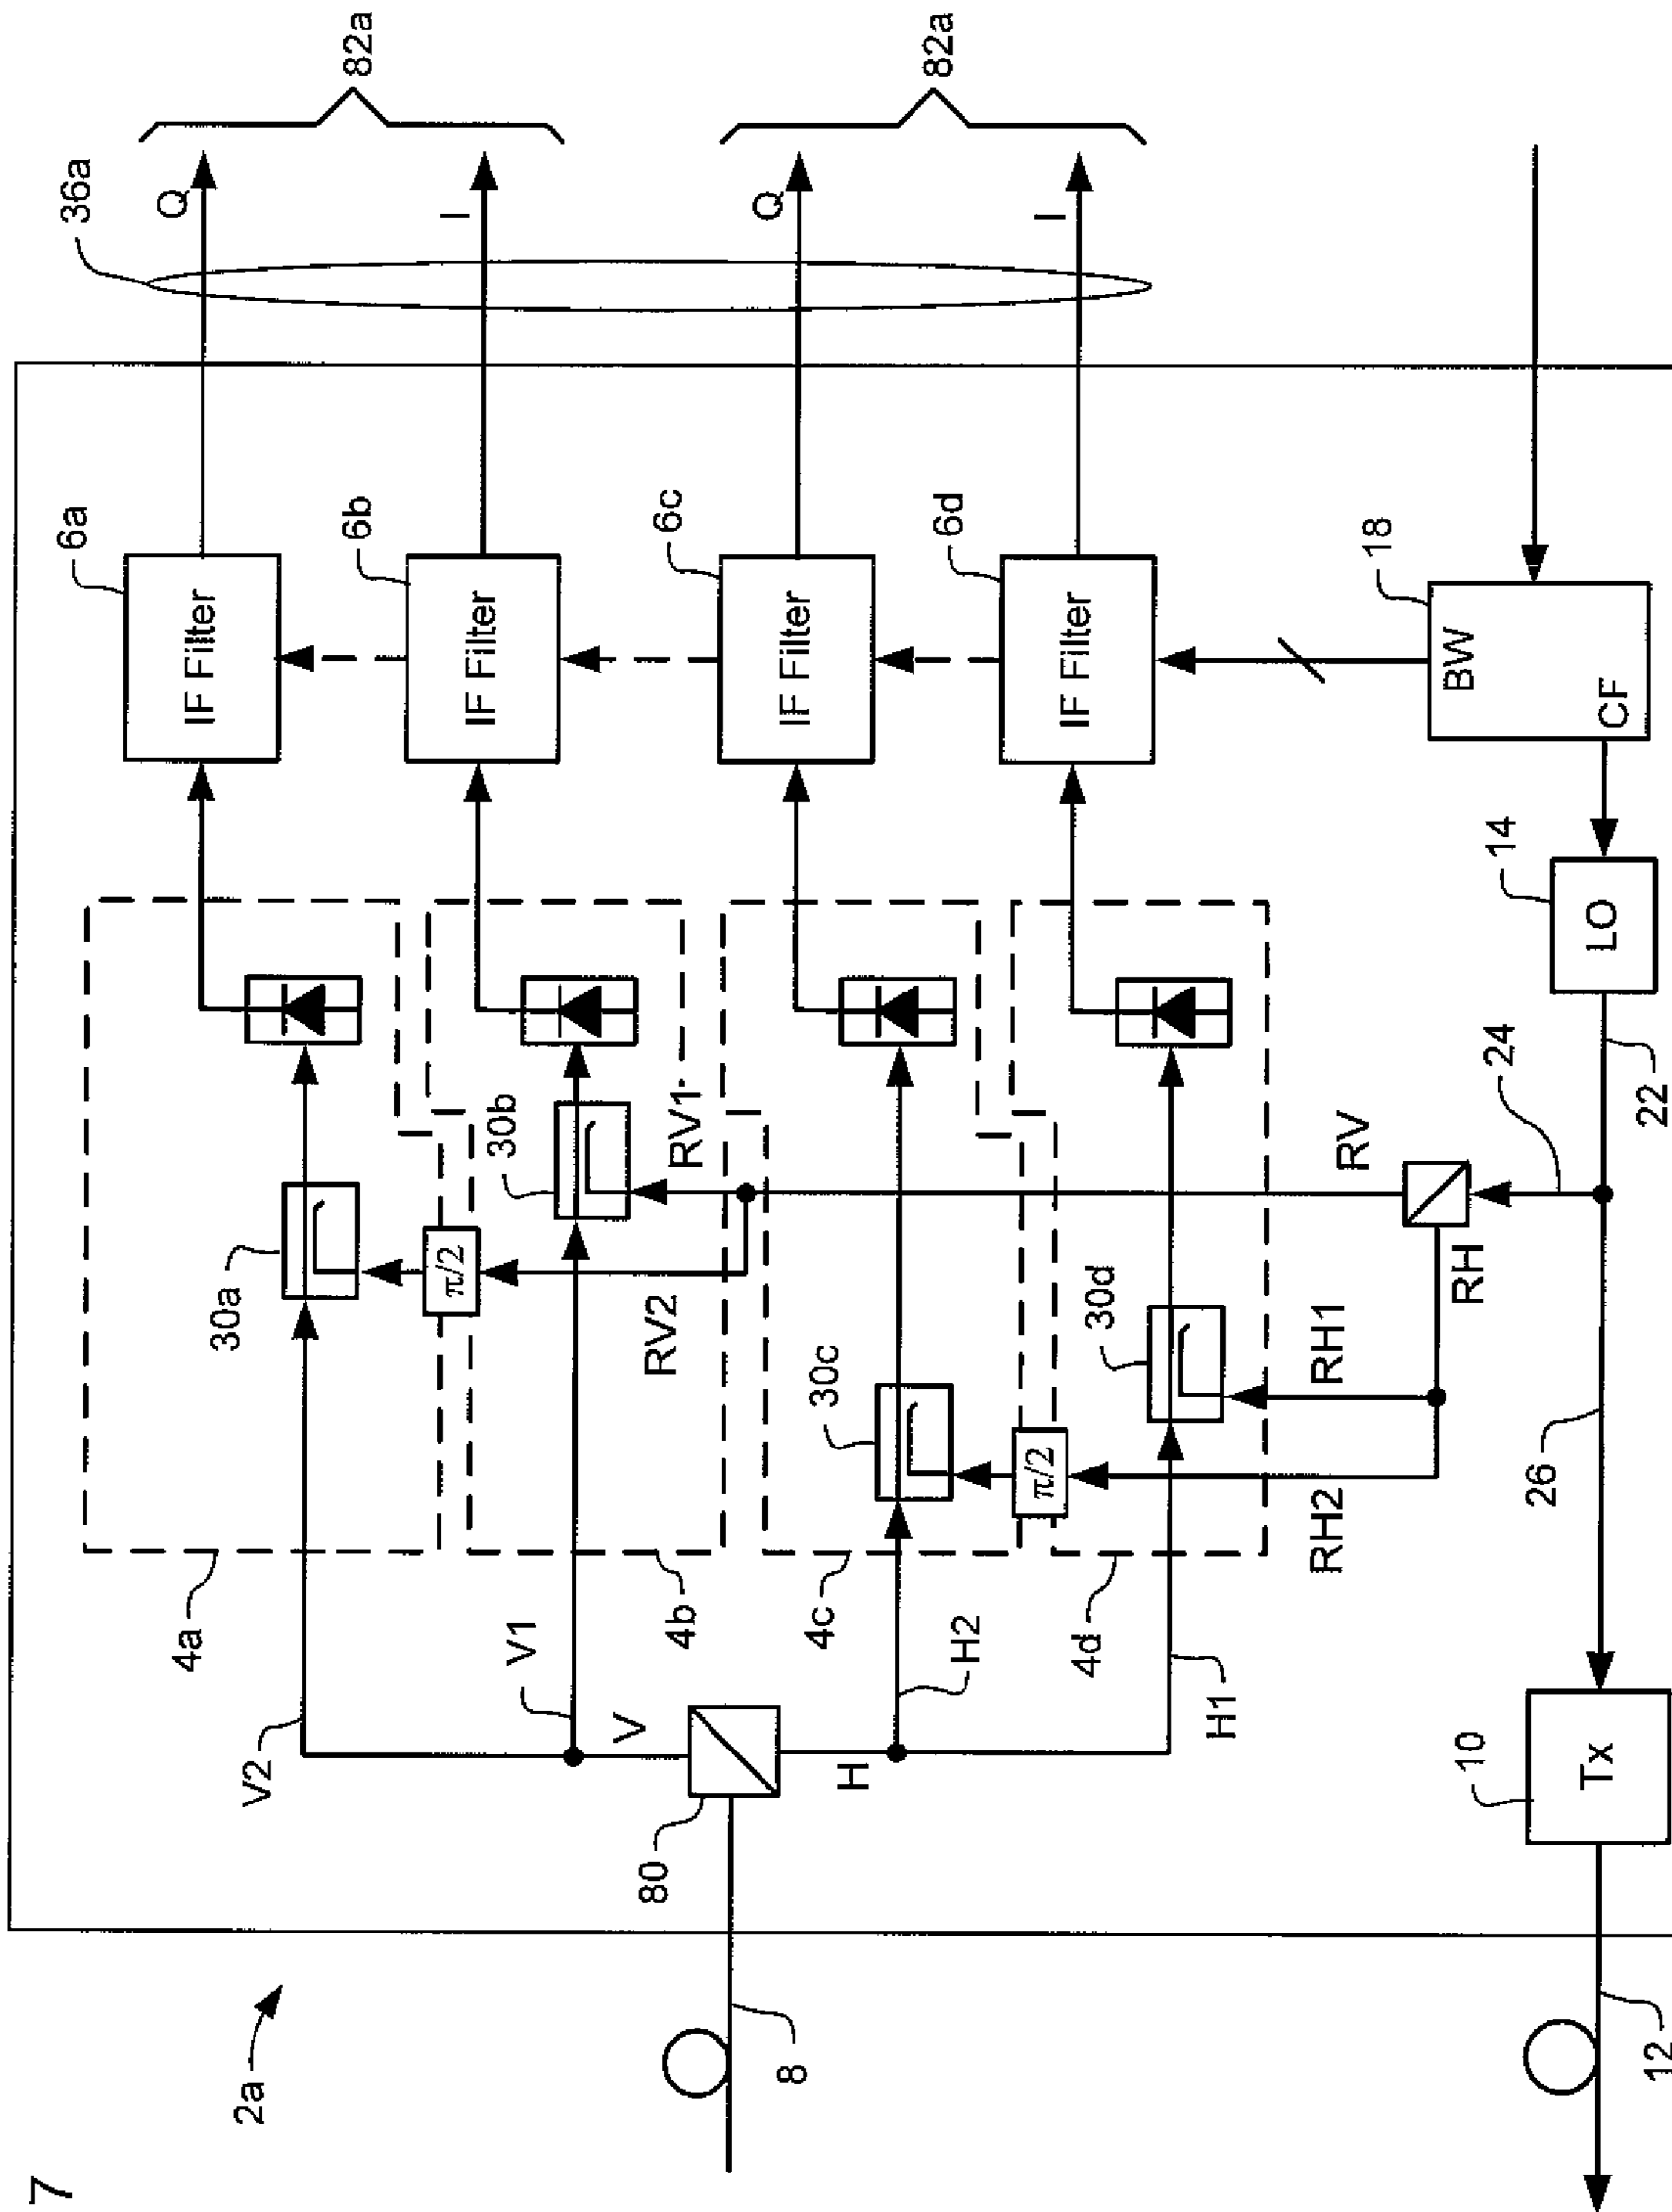 7
2a
36a
Q
I
82a
Q
I
82a
6a
IF Filter
6b
IF Filter
6c
IF Filter
6d
IF Filter
18
BW
CF
14
LO
4a
30a
π/2
4b
30b
RV1
RV2
4c
30c
π/2
4d
30d
RH1
RH2
RV
RH
24
22
26
V2
V1
V
H
H2
H1
80
8
10
Tx
12